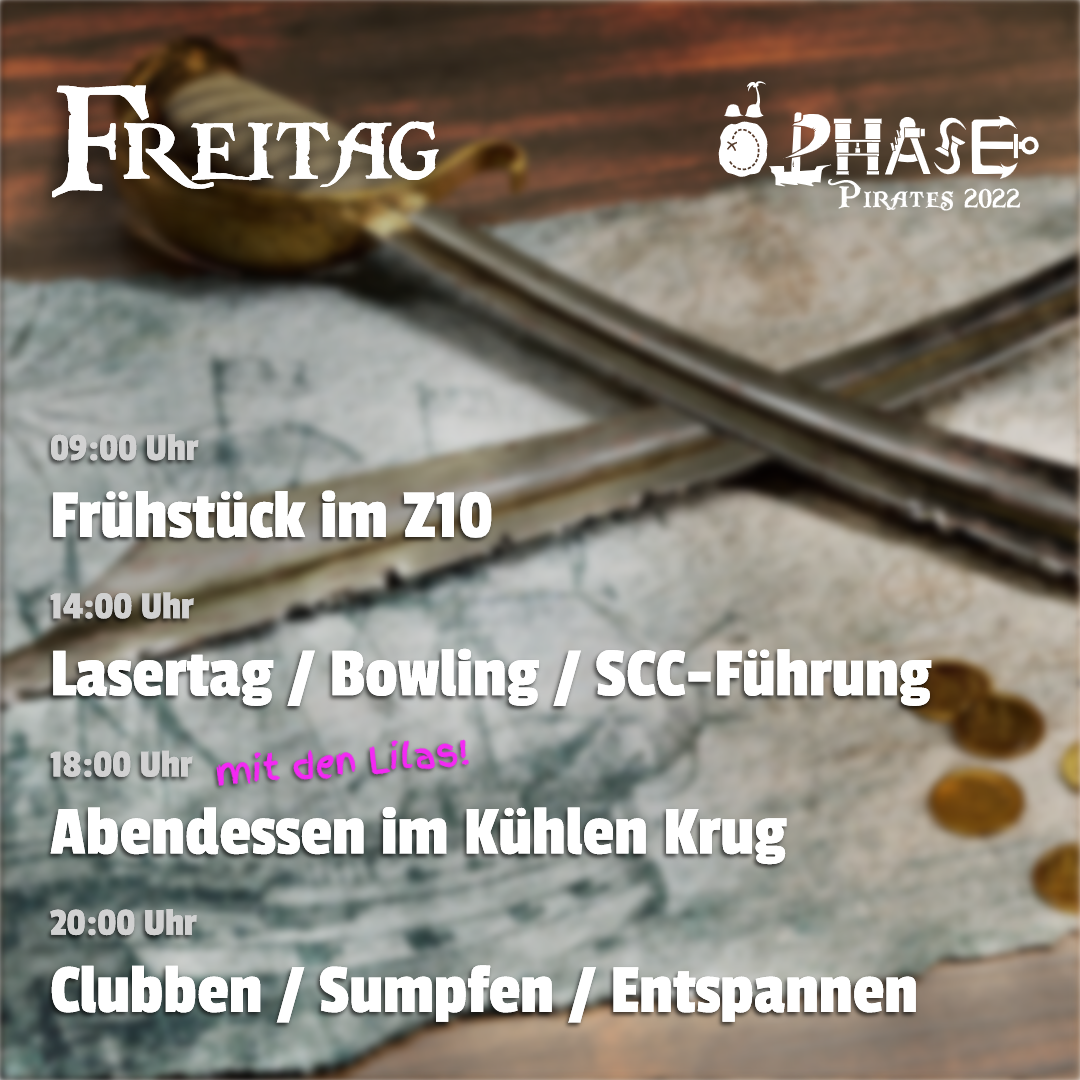 Freitag
O Phase
Pirates 2022
09:00 Uhr
Frühstück im Z10
14:00 Uhr
Lasertag / Bowling / SCC-Führung
18:00 Uhr mit den Lilas!
Abendessen im Kühlen Krug
20:00 Uhr
Clubben / Sumpfen / Entspannen